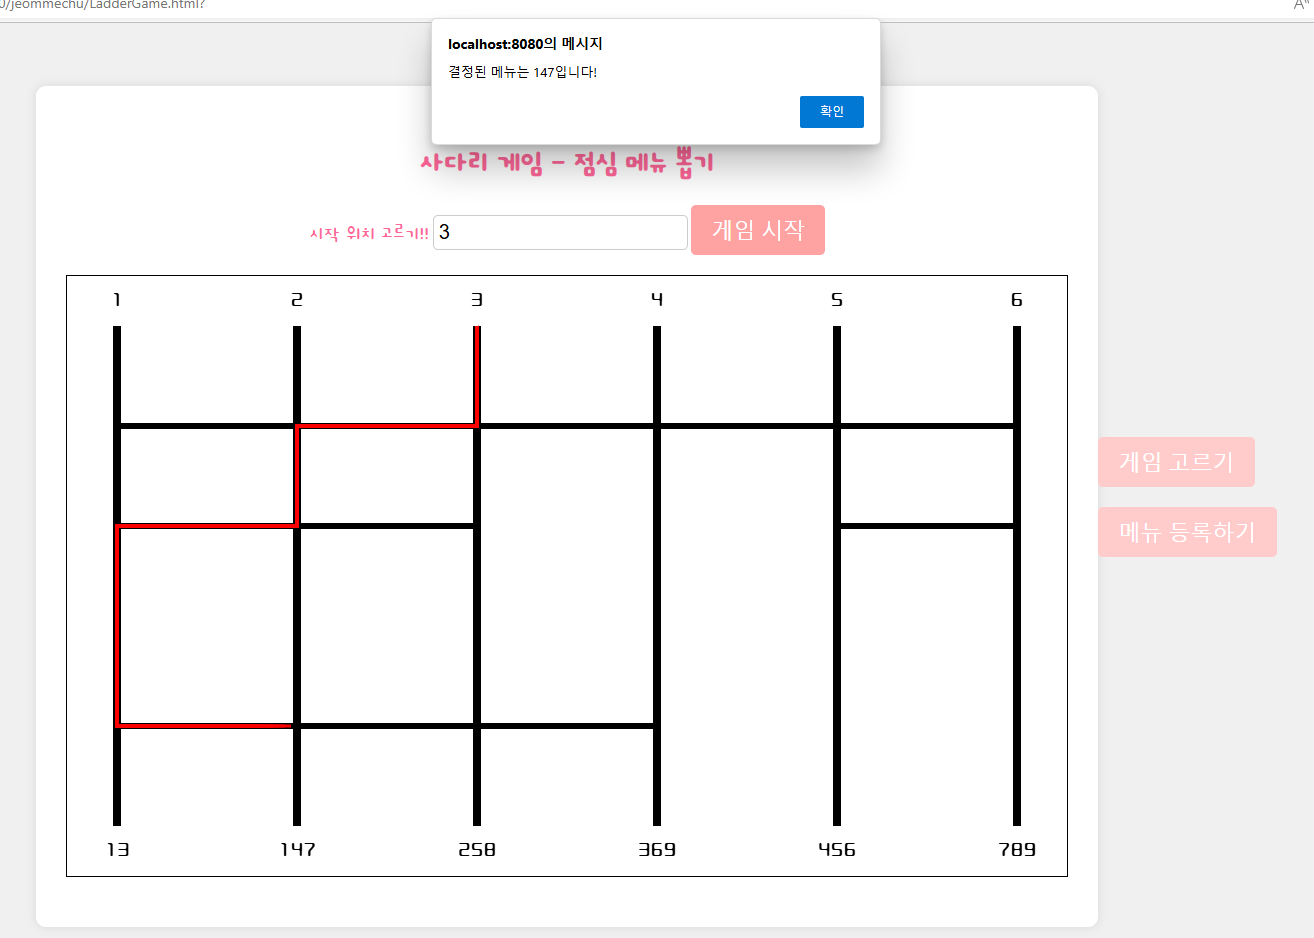 0/jeommechu/LadderGame.html?
localhost:8080의 메시지
결정된 메뉴는 147입니다!
확인
사다리 게임 - 점심 메뉴 뽑기
시작 위치 고르기!! 3 게임 시작
1 2 3 4 5 6
게임 고르기
메뉴 등록하기
13 147 258 369 456 789